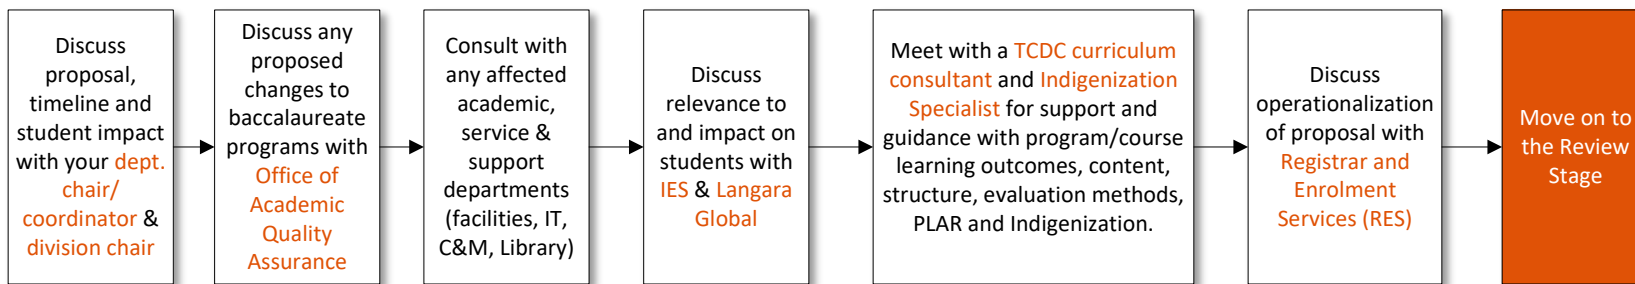 Discuss
proposal,
timeline and
student impact
with your dept.
chair/
coordinator &
division chair
Discuss any
proposed
changes to
baccalaureate
programs with
Office of
Academic
Quality
Assurance
Consult with
any affected
academic,
service &
support
departments
(facilities, IT,
C&M, Library)
Discuss
relevance to
and impact on
students with
IES & Langara
Global
Meet with a TCDC curriculum
consultant and Indigenization
Specialist for support and
guidance with program/course
learning outcomes, content,
structure, evaluation methods,
PLAR and Indigenization.
Discuss
operationalization
of proposal with
Registrar and
Enrolment
Services (RES)
Move on to
the Review
Stage